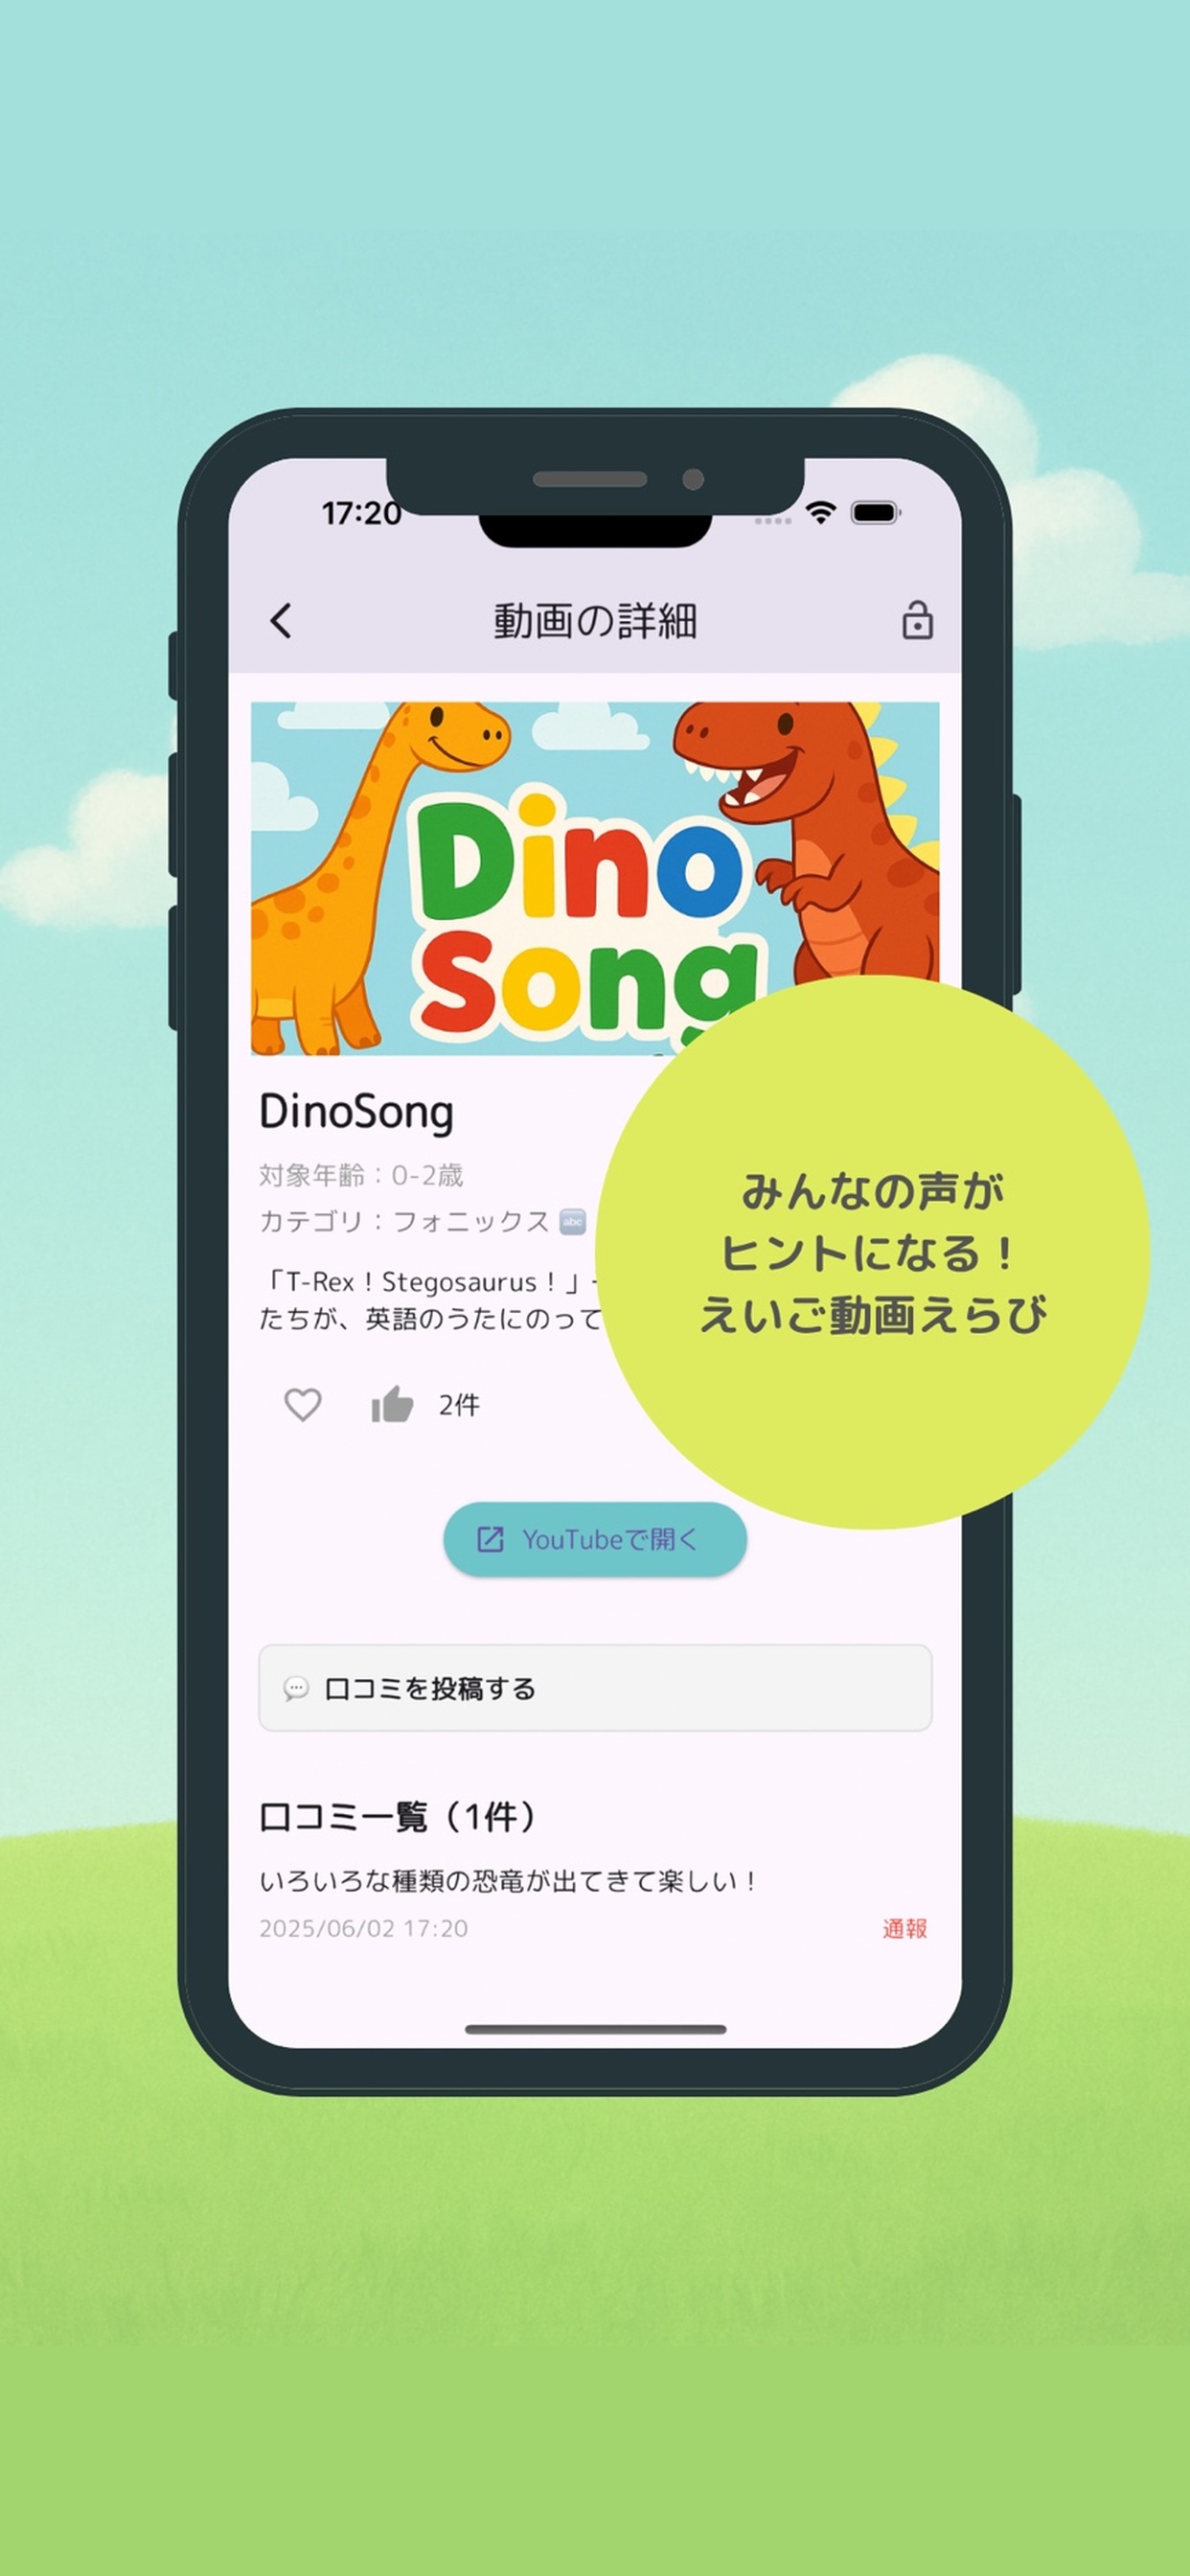 17:20
動画の詳細
Dino
Song
DinoSong
対象年齢：0-2歳
カテゴリ：フォニックス abc
「T-Rex！Stegosaurus！」
たちが、英語のうたにのって
みんなの声が
ヒントになる！
えいご動画えらび
2件
YouTubeで開く
口コミを投稿する
口コミ一覧（1件）
いろいろな種類の恐竜が出てきて楽しい！
2025/06/02 17:20
通報